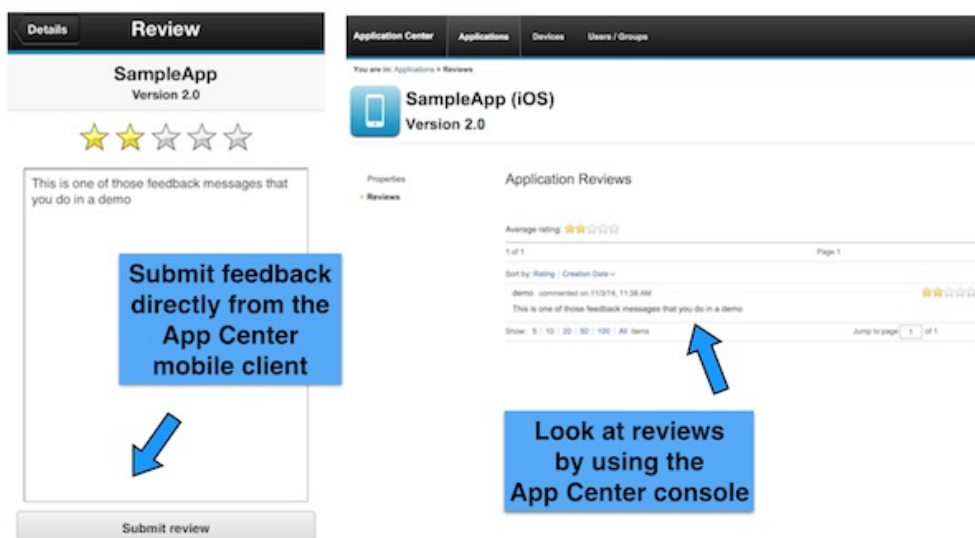 Details
Review
SampleApp
Version 2.0
This is one of those feedback messages that
you do in a demo
Submit feedback
directly from the
App Center
mobile client
Submit review
Application Center Applications Devices Users / Groups
You are in: Applications > Reviews
SampleApp (iOS)
Version 2.0
Properties
Reviews
Application Reviews
Average rating:
1 of 1 Page 1
Sort by: Rating | Creation Date
demo commented on 11/3/14, 11:38 AM
This is one of those feedback messages that you do in a demo
Show: 5 | 10 | 20 | 50 | 100 | All items Jump to page 1 of 1
Look at reviews
by using the
App Center console